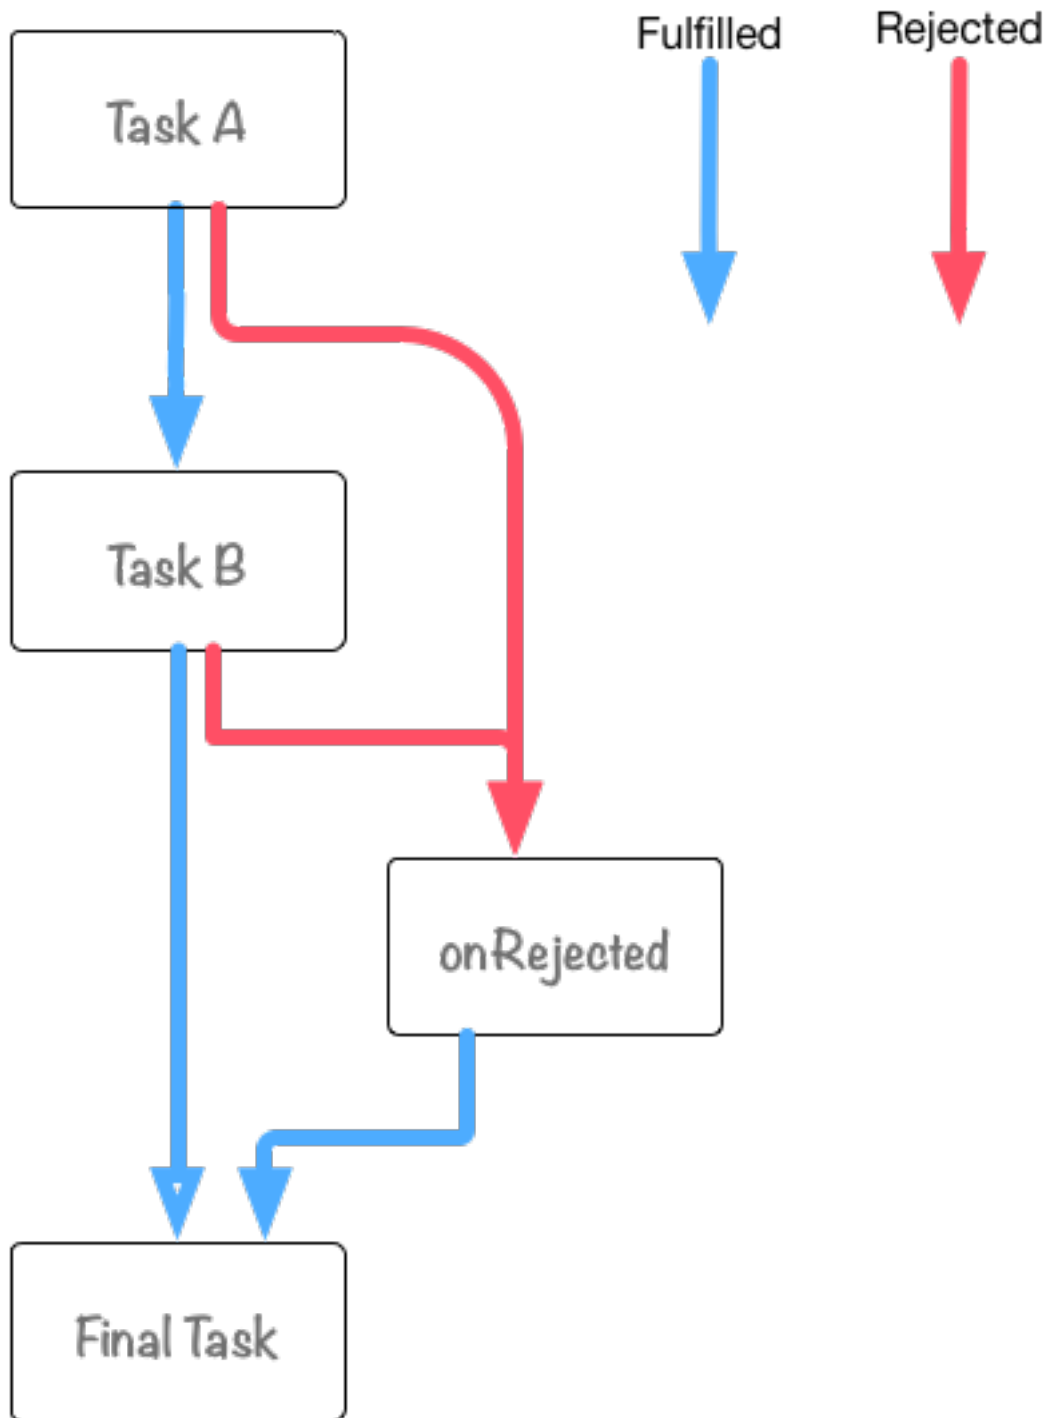 Fulfilled
Rejected
Task A
Task B
onRejected
Final Task